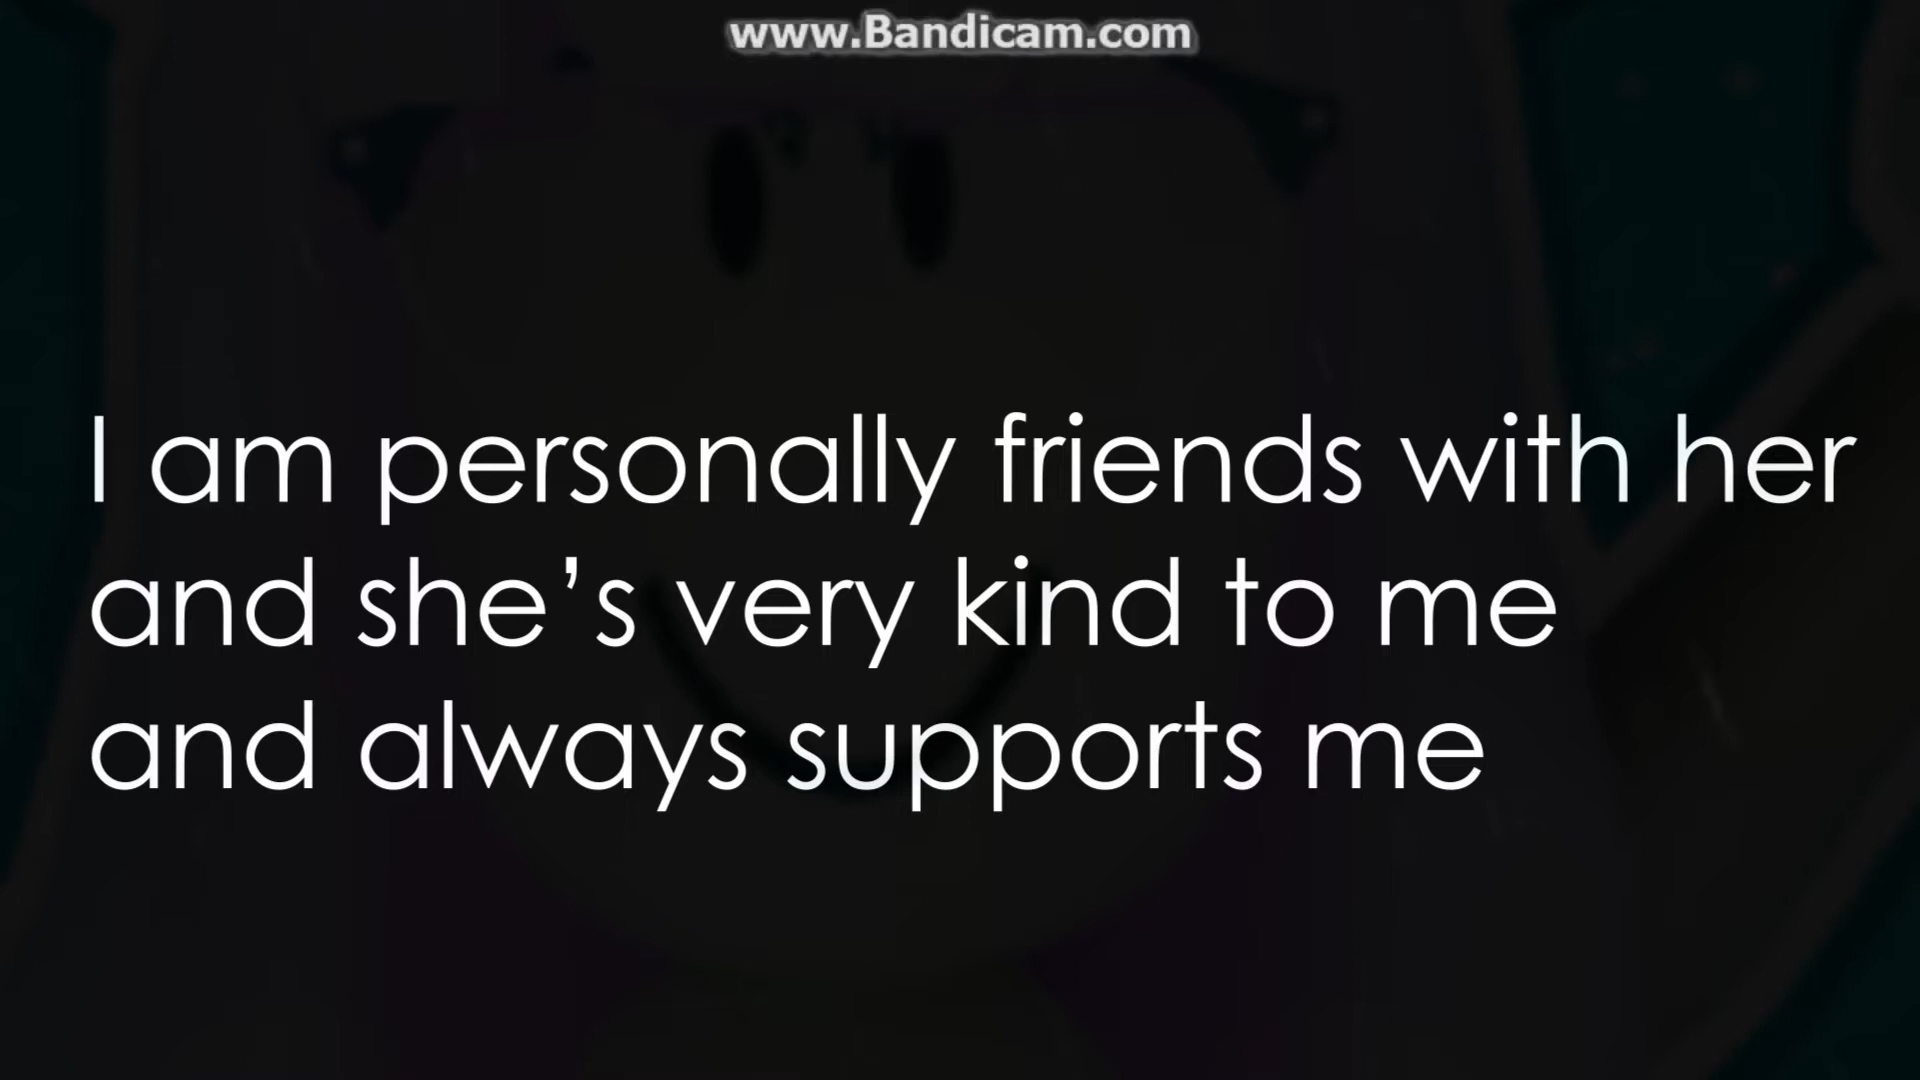 www.Bandicam.com
I am personally friends with her
and she’s very kind to me
and always supports me